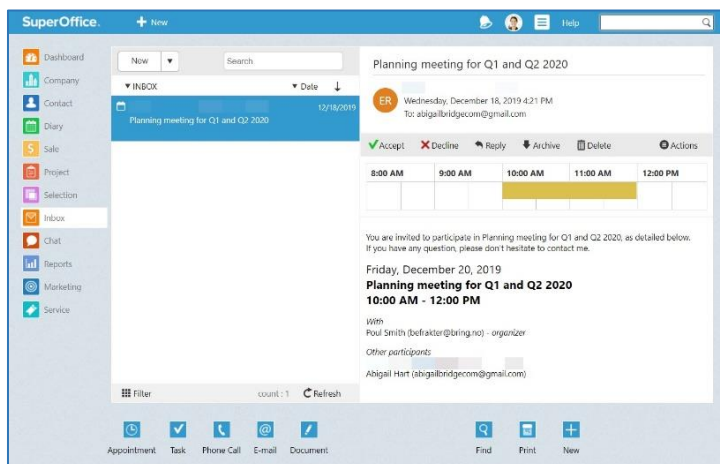 SuperOffice.
New
Help
Dashboard
Company
Contact
Diary
Sale
Project
Selection
Inbox
Chat
Reports
Marketing
Service
Now
Search
INBOX
Date
12/18/2019
Planning meeting for Q1 and Q2 2020
Filter
count : 1
Refresh
Planning meeting for Q1 and Q2 2020
ER
Wednesday, December 18, 2019 4:21 PM
To: abigailbridgecom@gmail.com
Accept Decline Reply Archive Delete Actions
8:00 AM 9:00 AM 10:00 AM 11:00 AM 12:00 PM
You are invited to participate in Planning meeting for Q1 and Q2 2020, as detailed below.
If you have any question, please don't hesitate to contact me.
Friday, December 20, 2019
Planning meeting for Q1 and Q2 2020
10:00 AM - 12:00 PM
With
Poul Smith (befrakter@bring.no) - organizer
Other participants
Abigail Hart (abigailbridgecom@gmail.com)
Appointment Task Phone Call E-mail Document
Find Print New